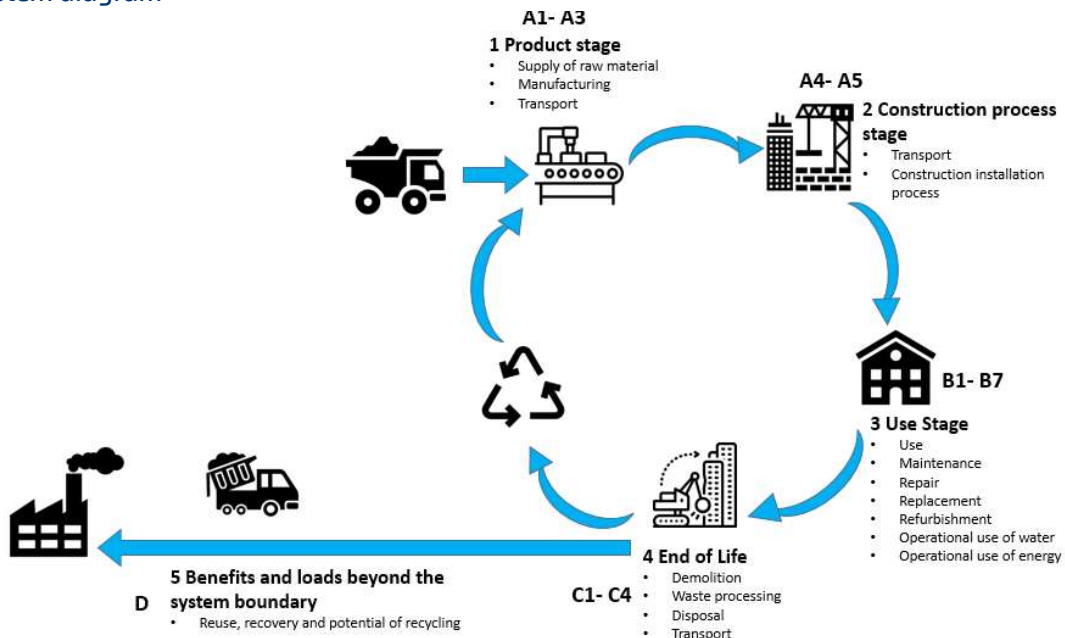 A1- A3
1 Product stage
• Supply of raw material
• Manufacturing
• Transport
A4- A5
2 Construction process
stage
• Transport
• Construction installation
process
B1- B7
3 Use Stage
• Use
• Maintenance
• Repair
• Replacement
• Refurbishment
• Operational use of water
• Operational use of energy
4 End of Life
C1- C4
• Demolition
• Waste processing
• Disposal
• Transport
5 Benefits and loads beyond the
D system boundary
• Reuse, recovery and potential of recycling